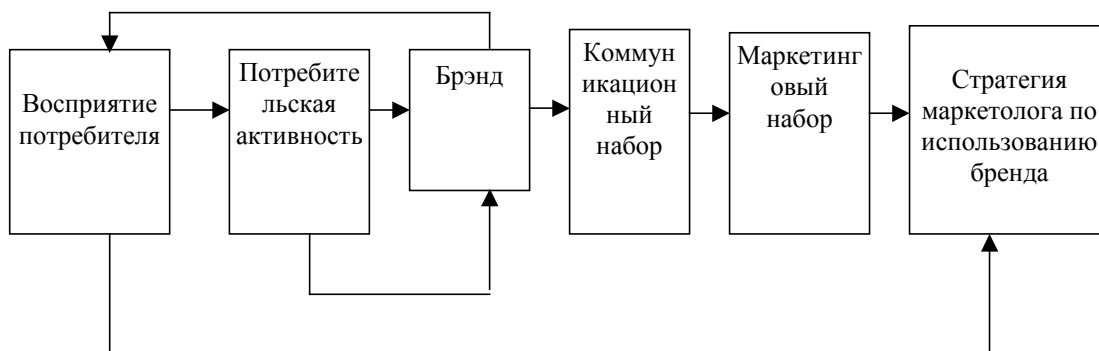 Восприятие
потребителя
Потребите
льская
активность
Брэнд
Коммун
икацион
ный
набор
Маркетинг
овый
набор
Стратегия
маркетолога по
использованию
бренда